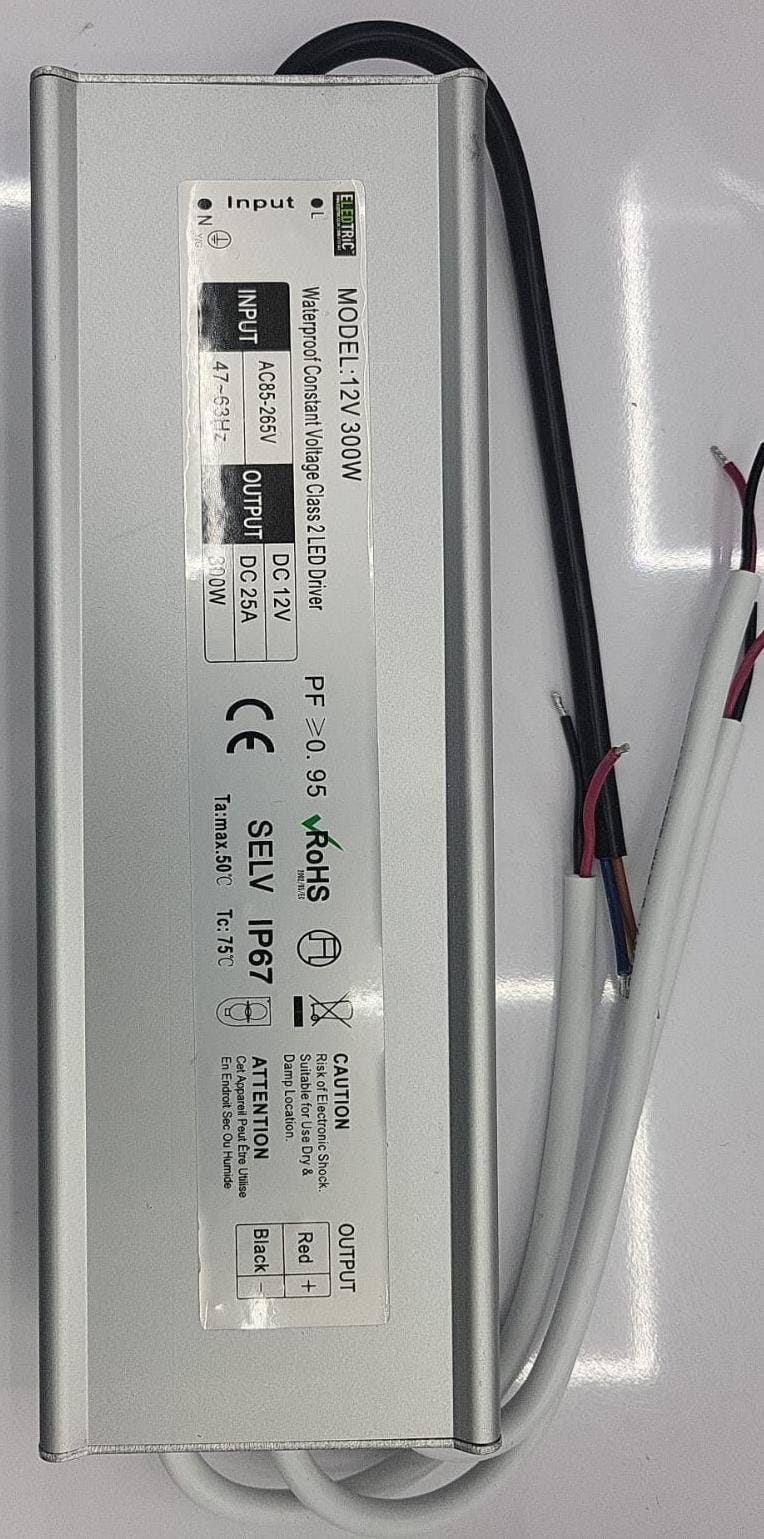 ELEDTRIC
Input
L
N
Y/G
MODEL:12V 300W
Waterproof Constant Voltage Class 2 LED Driver
INPUT
AC85-265V
47~63Hz
OUTPUT
DC 12V
DC 25A
300W
PF ≥0.95
RoHS
CE
SELV IP67
Ta:max.50℃ Tc:75℃
CAUTION
Risk of Electronic Shock.
Suitable for Use Dry &
Damp Location.
ATTENTION
Cet Appareil Peut Être Utilise
En Endroit Sec Ou Humide
OUTPUT
Red +
Black -